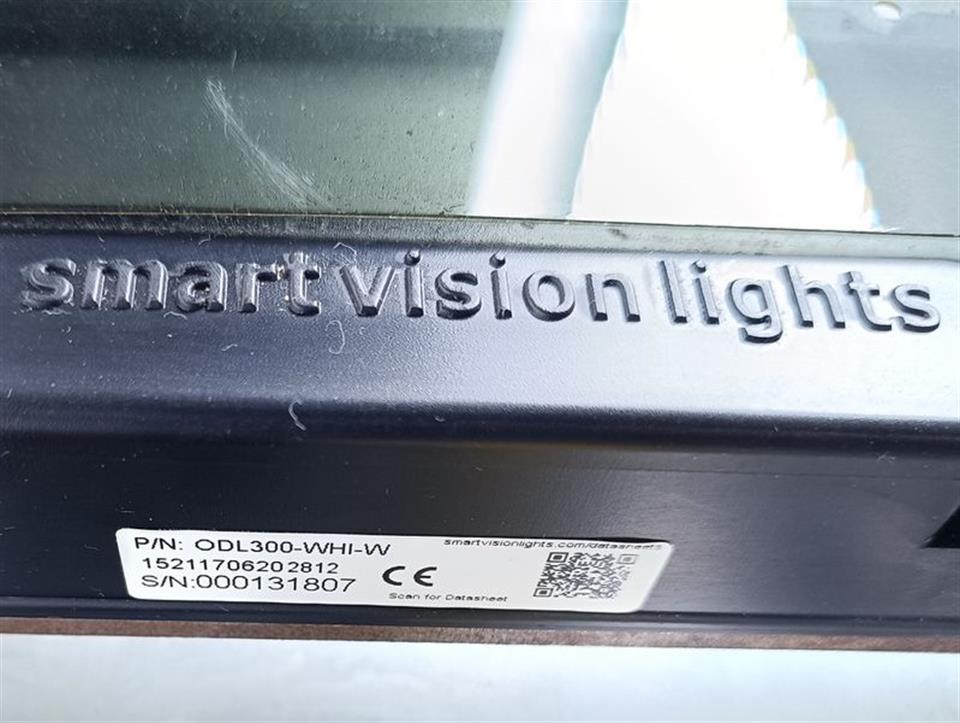 smart vision lights
P/N: ODL300-WHI-W
smartvisionlights.com/datasheets
15211706202812
S/N:000131807
CE
Scan for Datasheet